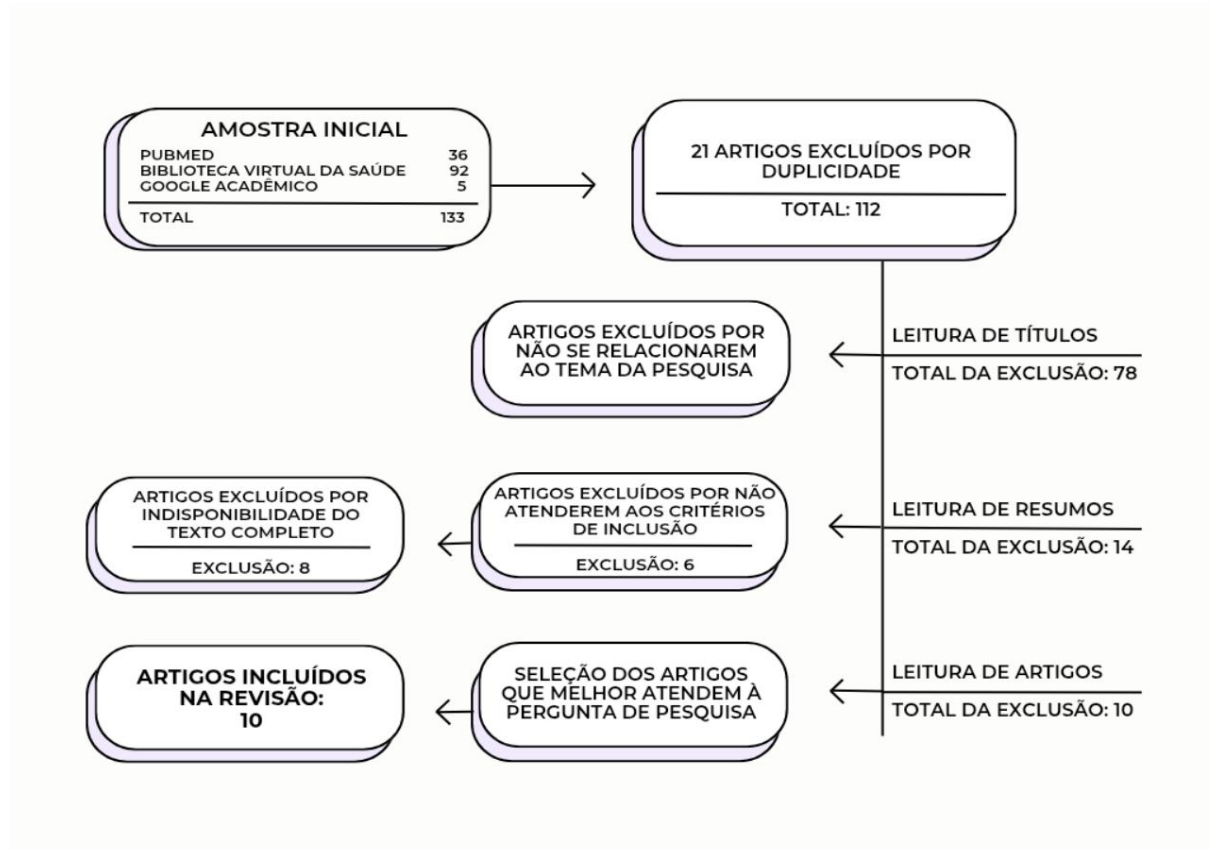 AMOSTRA INICIAL
PUBMED 36
BIBLIOTECA VIRTUAL DA SAÚDE 92
GOOGLE ACADÊMICO 5
TOTAL 133
21 ARTIGOS EXCLUÍDOS POR
DUPLICIDADE
TOTAL: 112
LEITURA DE TÍTULOS
TOTAL DA EXCLUSÃO: 78
ARTIGOS EXCLUÍDOS POR
NÃO SE RELACIONAREM
AO TEMA DA PESQUISA
LEITURA DE RESUMOS
TOTAL DA EXCLUSÃO: 14
ARTIGOS EXCLUÍDOS POR NÃO
ATENDEREM AOS CRITÉRIOS
DE INCLUSÃO
EXCLUSÃO: 6
ARTIGOS EXCLUÍDOS POR
INDISPONIBILIDADE DO
TEXTO COMPLETO
EXCLUSÃO: 8
LEITURA DE ARTIGOS
TOTAL DA EXCLUSÃO: 10
SELEÇÃO DOS ARTIGOS
QUE MELHOR ATENDEM À
PERGUNTA DE PESQUISA
ARTIGOS INCLUÍDOS
NA REVISÃO:
10